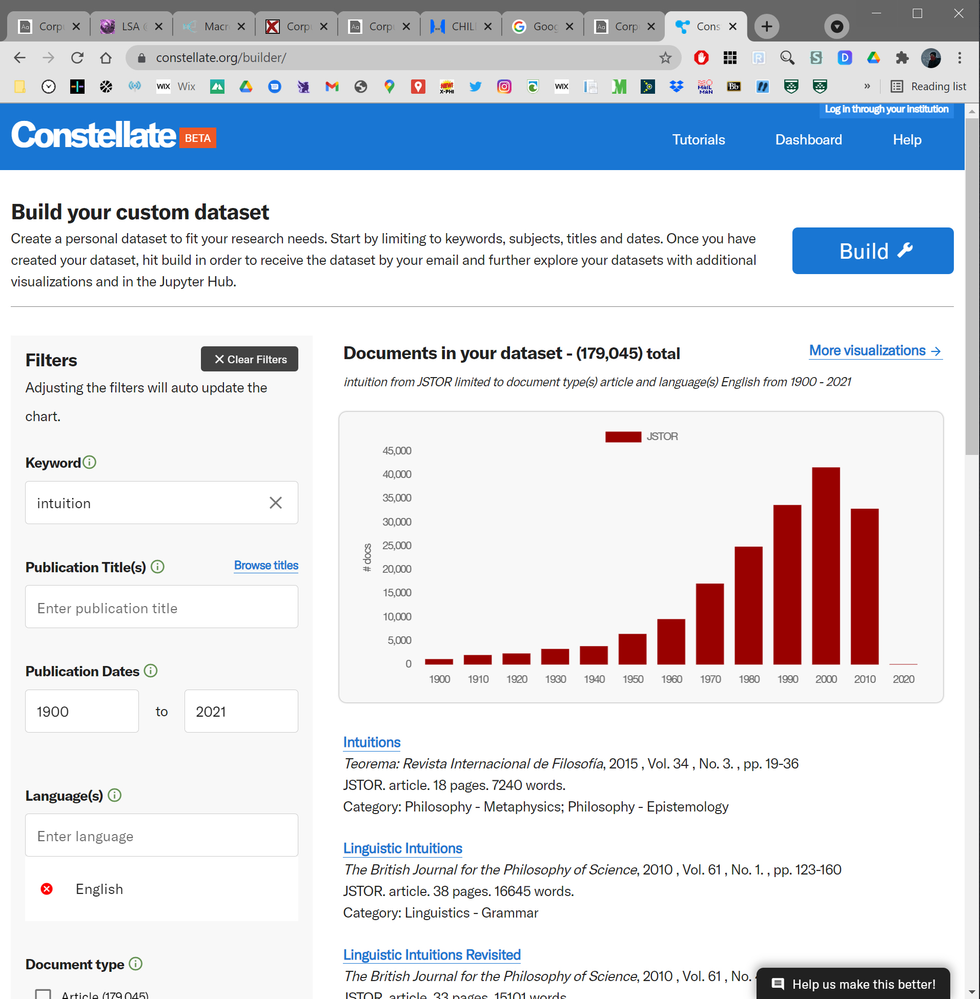 Corpu
LSA
Macr
Corpu
Corpu
CHIL
Goog
Corp
Cons
constellate.org/builder/
WIX Wix
NEW! X-PHI
WIX
MAIL MAN
Bb
» Reading list
Log in through your institution
Constellate BETA
Tutorials Dashboard Help
Build your custom dataset
Create a personal dataset to fit your research needs. Start by limiting to keywords, subjects, titles and dates. Once you have
created your dataset, hit build in order to receive the dataset by your email and further explore your datasets with additional
visualizations and in the Jupyter Hub.
Build
Filters
Clear Filters
Adjusting the filters will auto update the
chart.
Keyword
intuition
Publication Title(s)
Browse titles
Enter publication title
Publication Dates
1900 to 2021
Language(s)
Enter language
English
Document type
Article (179,045)
Documents in your dataset - (179,045) total
More visualizations →
intuition from JSTOR limited to document type(s) article and language(s) English from 1900 - 2021
JSTOR
# docs
45,000
40,000
35,000
30,000
25,000
20,000
15,000
10,000
5,000
0
1900 1910 1920 1930 1940 1950 1960 1970 1980 1990 2000 2010 2020
Intuitions
Teorema: Revista Internacional de Filosofía, 2015 , Vol. 34 , No. 3. , pp. 19-36
JSTOR. article. 18 pages. 7240 words.
Category: Philosophy - Metaphysics; Philosophy - Epistemology
Linguistic Intuitions
The British Journal for the Philosophy of Science, 2010 , Vol. 61 , No. 1. , pp. 123-160
JSTOR. article. 38 pages. 16645 words.
Category: Linguistics - Grammar
Linguistic Intuitions Revisited
The British Journal for the Philosophy of Science, 2010 , Vol. 61 , No.
JSTOR. article. 33 pages. 15101 words.
Help us make this better!